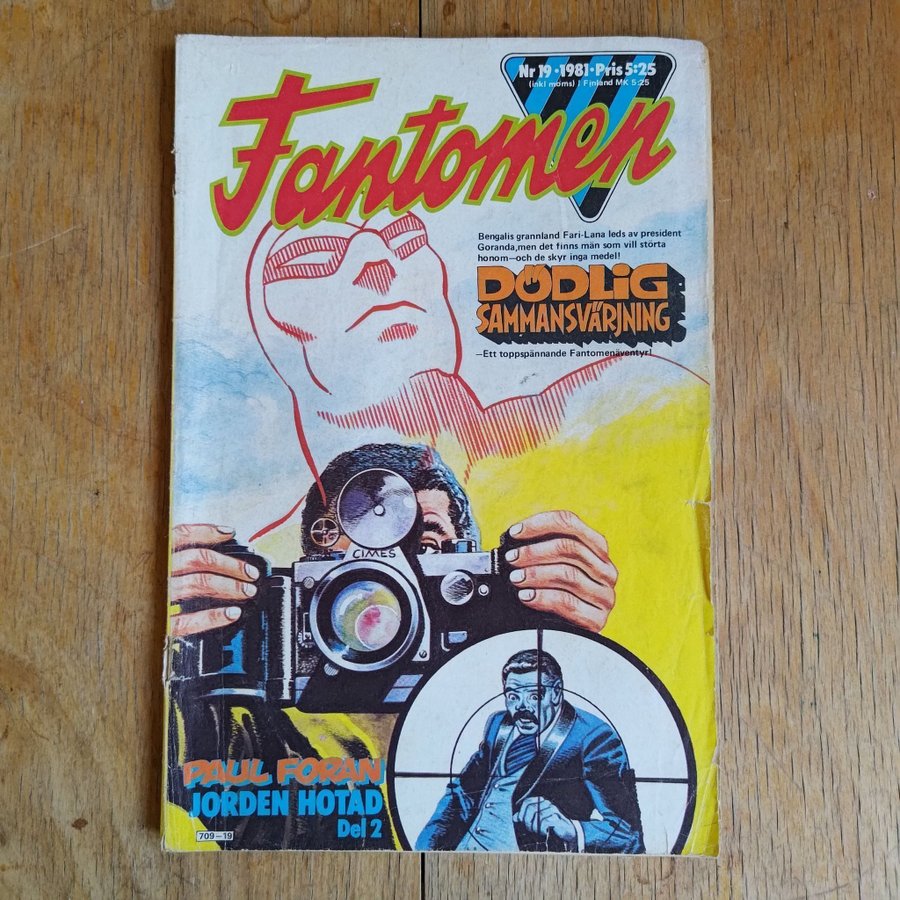 Nr 19 • 1981 • Pris 5:25
(inkl moms) I Finland MK 5:25
Fantomen
Bengalis grannland Fari-Lana leds av president
Goranda,men det finns män som vill störta
honom—och de skyr inga medel!
DÖDLiG
SAMMANSVÄRJNING
—Ett toppspännande Fantomenäventyr!
CIMES
PAUL FORAN
JORDEN HOTAD
Del 2
709—19